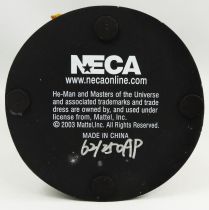 NECA
www.necaonline.com
He-Man and Masters of the Universe
and associated trademarks and trade
dress are owned by, and used under
license from, Mattel, Inc.
© 2003 Mattel, Inc. All Rights Reserved.
MADE IN CHINA
62/250AP